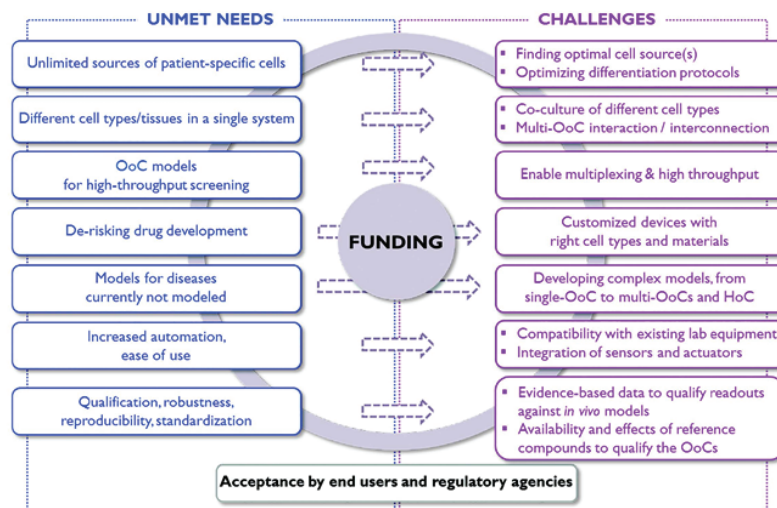 UNMET NEEDS
CHALLENGES
Unlimited sources of patient-specific cells
▪ Finding optimal cell source(s)
▪ Optimizing differentiation protocols
Different cell types/tissues in a single system
▪ Co-culture of different cell types
▪ Multi-OoC interaction / interconnection
OoC models
for high-throughput screening
Enable multiplexing & high throughput
De-risking drug development
FUNDING
Customized devices with
right cell types and materials
Models for diseases
currently not modeled
Developing complex models, from
single-OoC to multi-OoCs and HoC
Increased automation,
ease of use
▪ Compatibility with existing lab equipment
▪ Integration of sensors and actuators
Qualification, robustness,
reproducibility, standardization
▪ Evidence-based data to qualify readouts
against in vivo models
▪ Availability and effects of reference
compounds to qualify the OoCs
Acceptance by end users and regulatory agencies